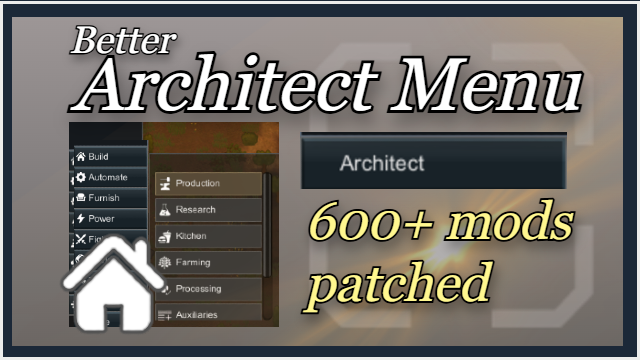 Better
Architect Menu
Build
Automate
Furnish
Power
Production
Research
Kitchen
Farming
Processing
Auxiliaries
Architect
600+ mods
patched